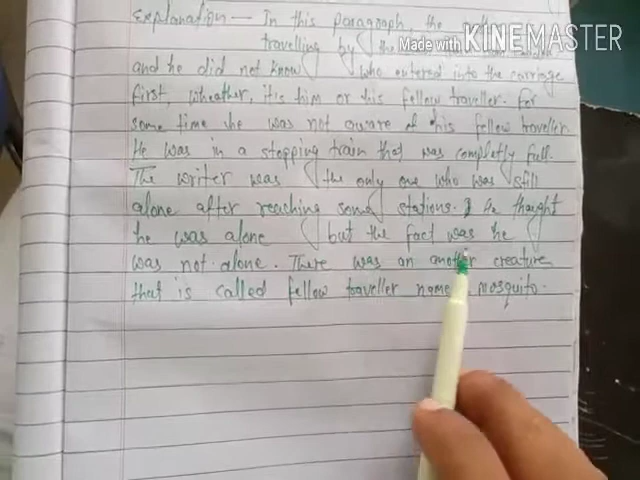 Explanation — In this paragraph, the
travelling by the
Made with KINEMASTER
and he did not know who entered into the carriage
first, wheather, it is him or his fellow traveller. For
some time he was not aware of his fellow traveller.
He was in a stopping train that was completly full.
The writer was the only one who was still
alone after reaching some stations. He thought
he was alone but the fact was he
was not alone. There was an another creature
that is called fellow traveller name mosquito.